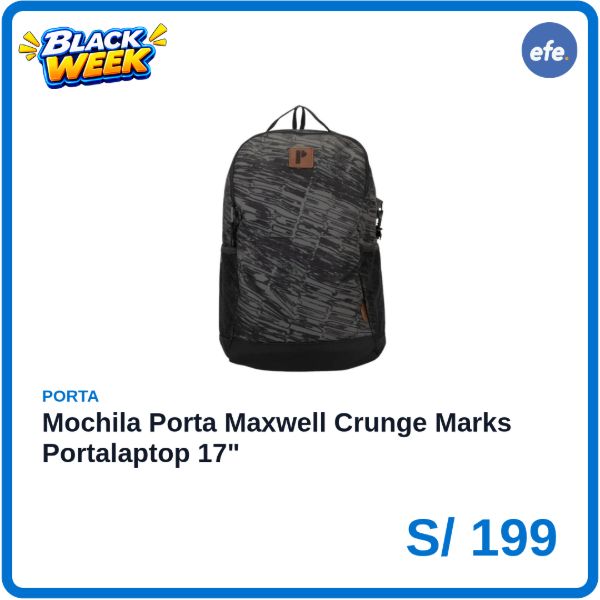 BLACK
WEEK
efe.
P
PORTA
Mochila Porta Maxwell Crunge Marks
Portalaptop 17"
S/ 199